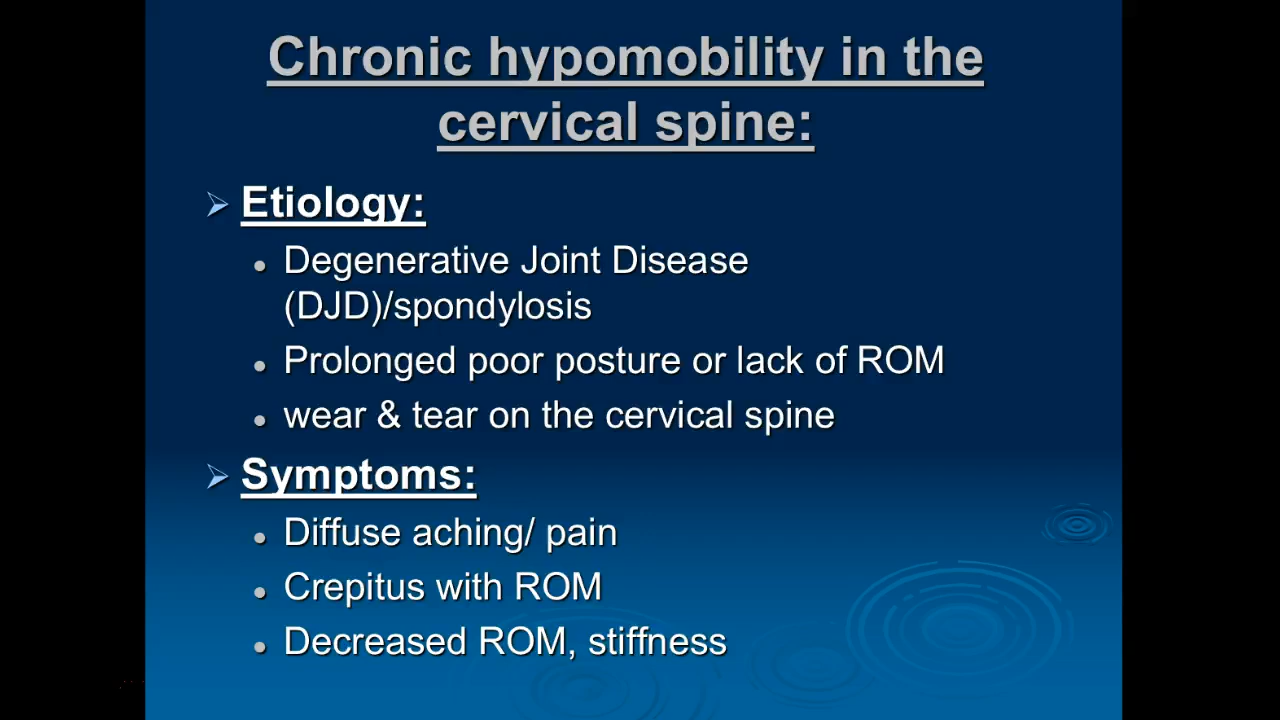 Chronic hypomobility in the
cervical spine:
Etiology:
Degenerative Joint Disease
(DJD)/spondylosis
Prolonged poor posture or lack of ROM
wear & tear on the cervical spine
Symptoms:
Diffuse aching/ pain
Crepitus with ROM
Decreased ROM, stiffness